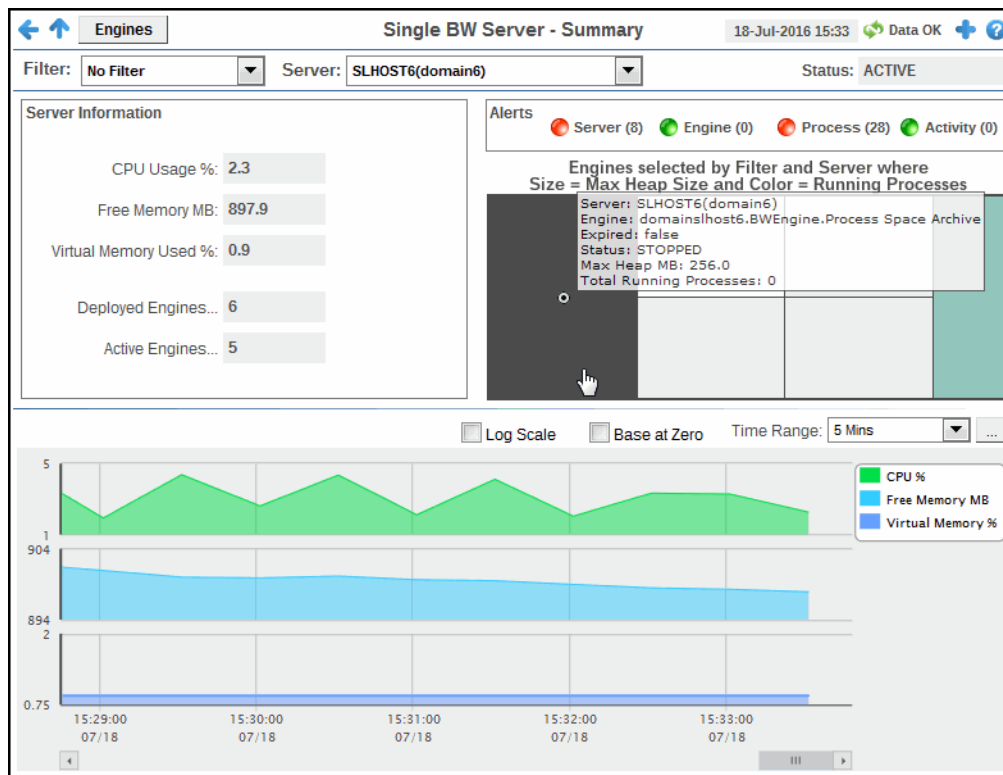 Engines
Single BW Server - Summary
18-Jul-2016 15:33
Data OK
?
Filter:
No Filter
Server:
SLHOST6(domain6)
Status:
ACTIVE
Server Information
CPU Usage %: 2.3
Free Memory MB: 897.9
Virtual Memory Used %: 0.9
Deployed Engines... 6
Active Engines... 5
Alerts
Server (8)
Engine (0)
Process (28)
Activity (0)
Engines selected by Filter and Server where
Size = Max Heap Size and Color = Running Processes
Server: SLHOST6(domain6)
Engine: domainslhost6.BWEngine.Process Space Archive
Expired: false
Status: STOPPED
Max Heap MB: 256.0
Total Running Processes: 0
Log Scale
Base at Zero
Time Range:
5 Mins
...
5
1
904
894
2
0.75
CPU %
Free Memory MB
Virtual Memory %
15:29:00
07/18
15:30:00
07/18
15:31:00
07/18
15:32:00
07/18
15:33:00
07/18